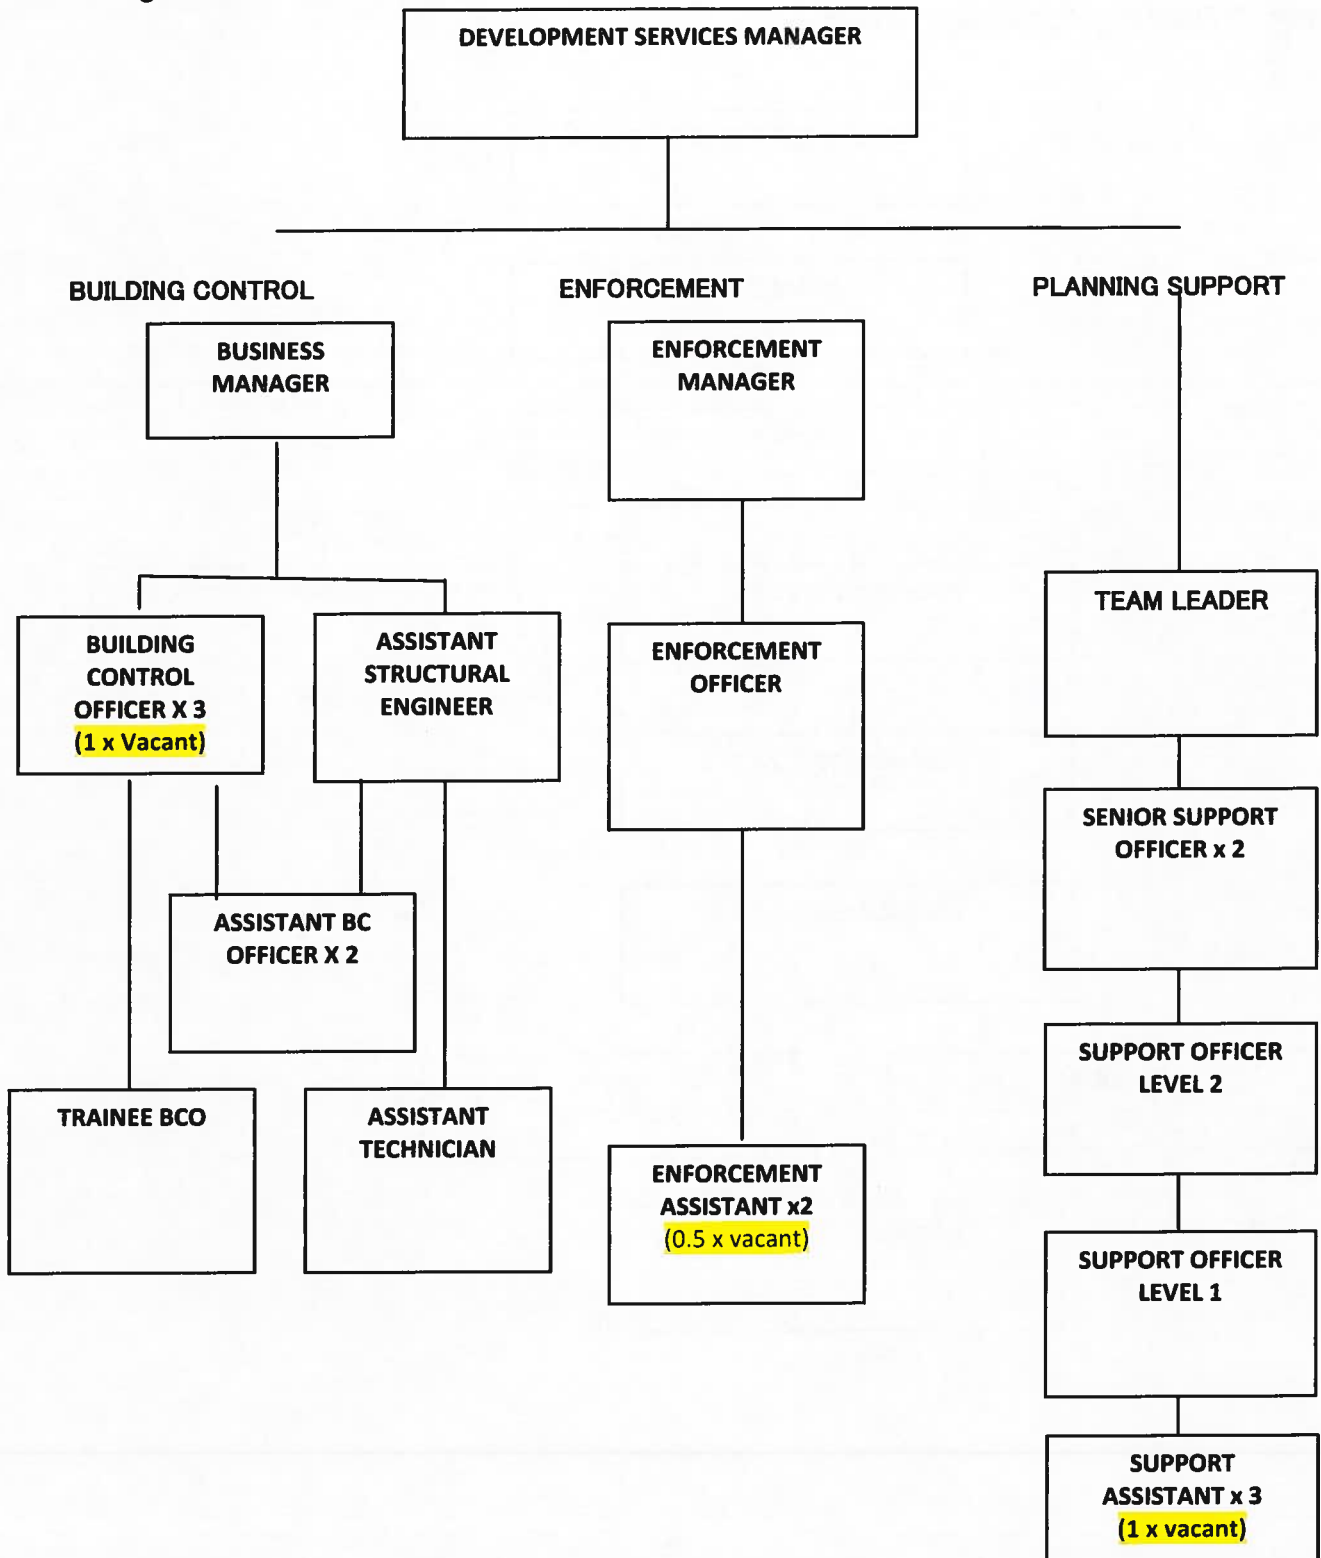 DEVELOPMENT SERVICES MANAGER
BUILDING CONTROL
ENFORCEMENT
PLANNING SUPPORT
BUSINESS
MANAGER
ENFORCEMENT
MANAGER
TEAM LEADER
BUILDING
CONTROL
OFFICER X 3
(1 x Vacant)
ASSISTANT
STRUCTURAL
ENGINEER
ENFORCEMENT
OFFICER
SENIOR SUPPORT
OFFICER x 2
ASSISTANT BC
OFFICER X 2
SUPPORT OFFICER
LEVEL 2
TRAINEE BCO
ASSISTANT
TECHNICIAN
ENFORCEMENT
ASSISTANT x2
(0.5 x vacant)
SUPPORT OFFICER
LEVEL 1
SUPPORT
ASSISTANT x 3
(1 x vacant)